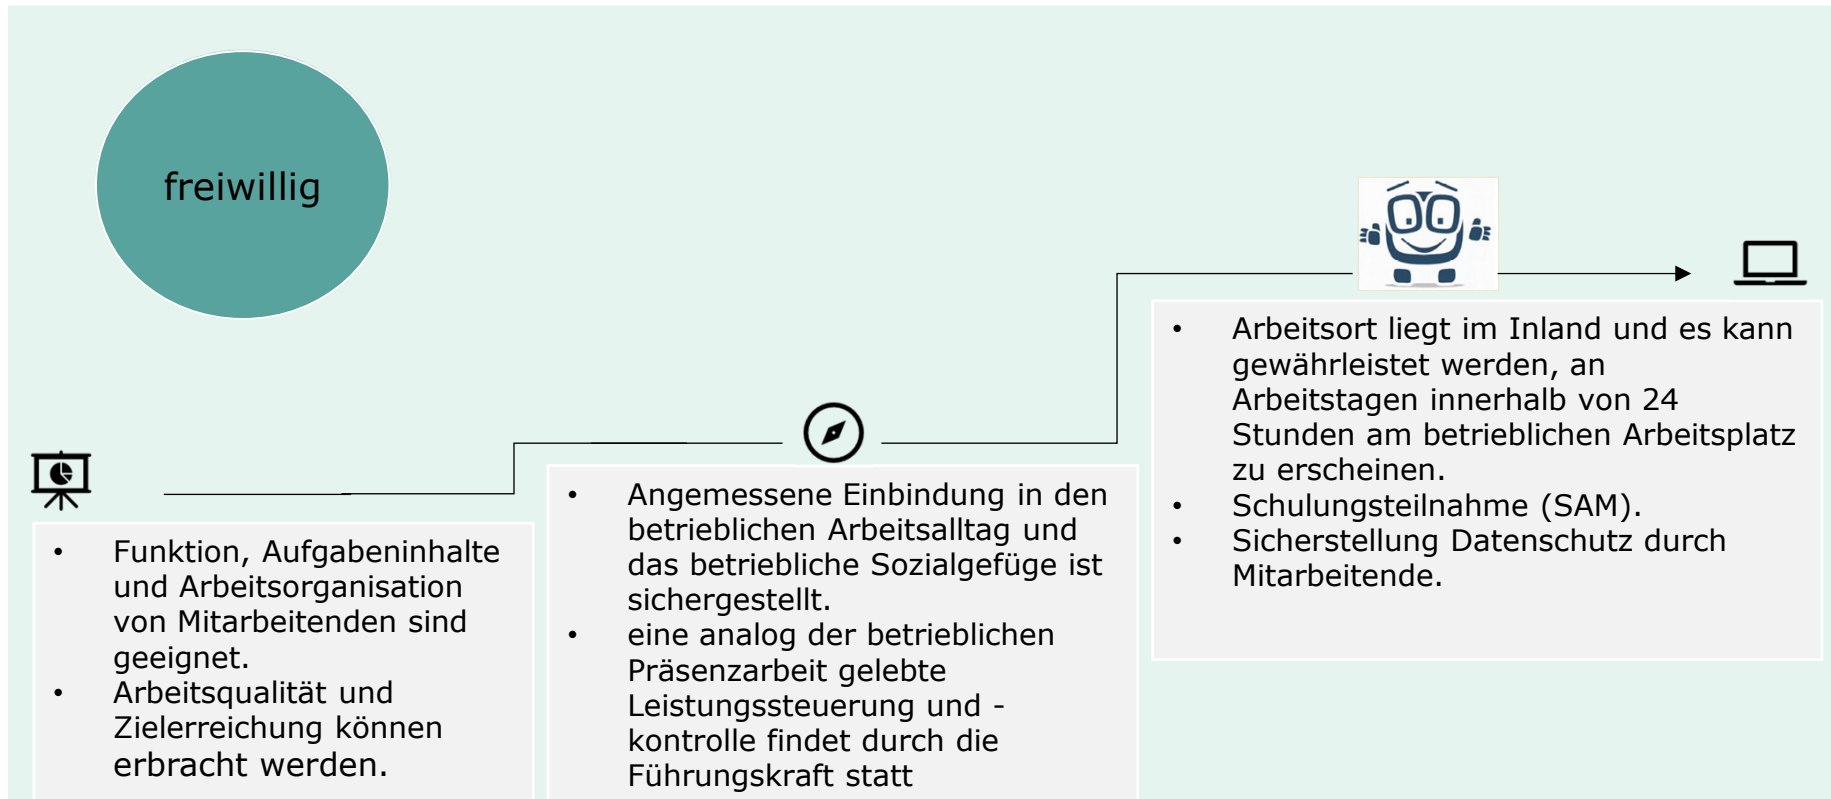 freiwillig
• Funktion, Aufgabeninhalte
und Arbeitsorganisation
von Mitarbeitenden sind
geeignet.
• Arbeitsqualität und
Zielerreichung können
erbracht werden.
• Angemessene Einbindung in den
betrieblichen Arbeitsalltag und
das betriebliche Sozialgefüge ist
sichergestellt.
• eine analog der betrieblichen
Präsenzarbeit gelebte
Leistungssteuerung und -
kontrolle findet durch die
Führungskraft statt
• Arbeitsort liegt im Inland und es kann
gewährleistet werden, an
Arbeitstagen innerhalb von 24
Stunden am betrieblichen Arbeitsplatz
zu erscheinen.
• Schulungsteilnahme (SAM).
• Sicherstellung Datenschutz durch
Mitarbeitende.